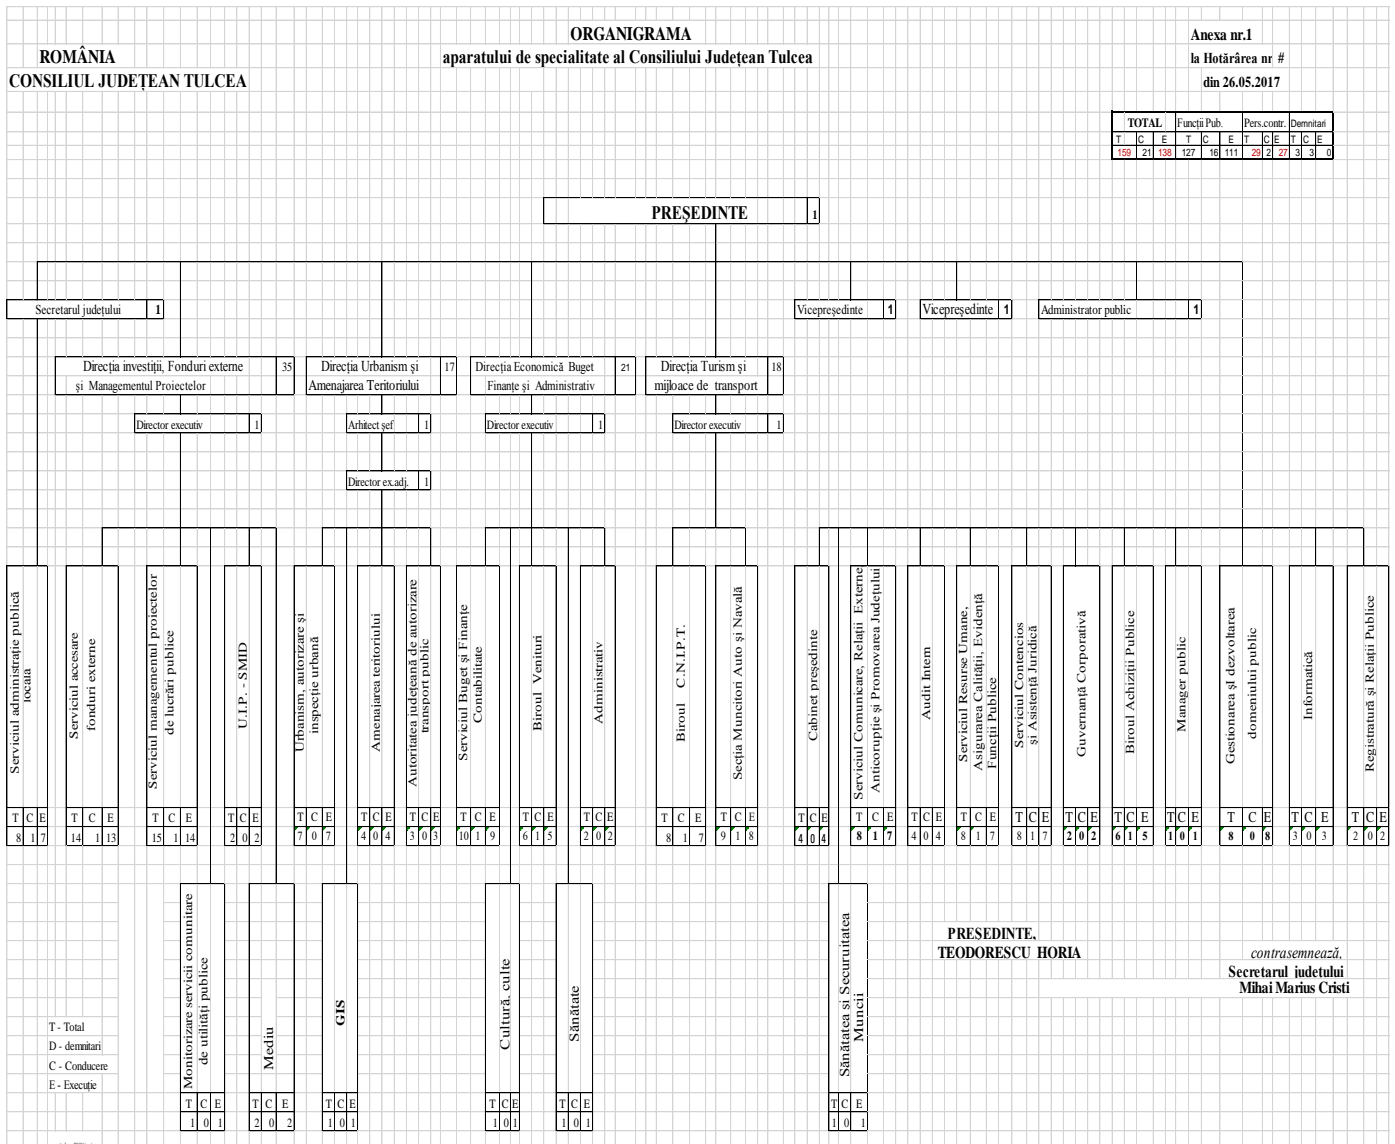 ORGANIGRAMA
aparatului de specialitate al Consiliului Județean Tulcea
ROMÂNIA
CONSILIUL JUDEȚEAN TULCEA
Anexa nr.1
la Hotărârea nr #
din 26.05.2017
TOTAL Funcții Pub. Pers.contr. Demnitari
T C E T C E T C E T C E
159 21 138 127 16 111 29 2 27 3 3 0
PREȘEDINTE 1
Secretarul județului 1
Vicepreședinte 1
Vicepreședinte 1
Administrator public 1
Direcția investiții, Fonduri externe
și Managementul Proiectelor
35
Direcția Urbanism și
Amenajarea Teritoriului
17
Direcția Economică Buget
Finanțe și Administrativ
21
Direcția Turism și
mijloace de transport
18
Director executiv 1
Arhitect șef 1
Director executiv 1
Director executiv 1
Director ex.adj. 1
Serviciul administrație publică
locală
T C E
8 1 7
Serviciul accesare
fonduri externe
T C E
14 1 13
Serviciul managementul proiectelor
de lucrări publice
T C E
15 1 14
U.I.P. - SMID
T C E
2 0 2
Urbanism, autorizare și
inspecție urbană
T C E
7 0 7
Amenajarea teritoriului
T C E
4 0 4
Autoritatea județeană de autorizare
transport public
T C E
3 0 3
Serviciul Buget și Finanțe
Contabilitate
T C E
10 1 9
Biroul Venituri
T C E
6 1 5
Administrativ
T C E
2 0 2
Biroul C.N.I.P.T.
T C E
8 1 7
Secția Muncitori Auto și Navală
T C E
9 1 8
Cabinet președinte
T C E
4 0 4
Serviciul Comunicare, Relații Externe
Anticorupție și Promovarea Județului
T C E
8 1 7
Audit Intern
T C E
4 0 4
Serviciul Resurse Umane,
Asigurarea Calității, Evidență
Funcții Publice
T C E
8 1 7
Serviciul Contencios
și Asistență Juridică
T C E
8 1 7
Guvernanță Corporativă
T C E
2 0 2
Biroul Achiziții Publice
T C E
6 1 5
Manager public
T C E
1 0 1
Gestionarea șI dezvoltarea
domeniului public
T C E
8 0 8
Informatică
T C E
3 0 3
Registratură și Relații Publice
T C E
2 0 2
Monitorizare servicii comunitare
de utilități publice
T C E
1 0 1
Mediu
T C E
2 0 2
GIS
T C E
1 0 1
Cultură. culte
T C E
1 0 1
Sănătate
T C E
1 0 1
Sănătatea si Securuitatea
Muncii
T C E
1 0 1
PREȘEDINTE,
TEODORESCU HORIA
contrasemnează,
Secretarul județului
Mihai Marius Cristi
T - Total
D - demnitari
C - Conducere
E - Execuție